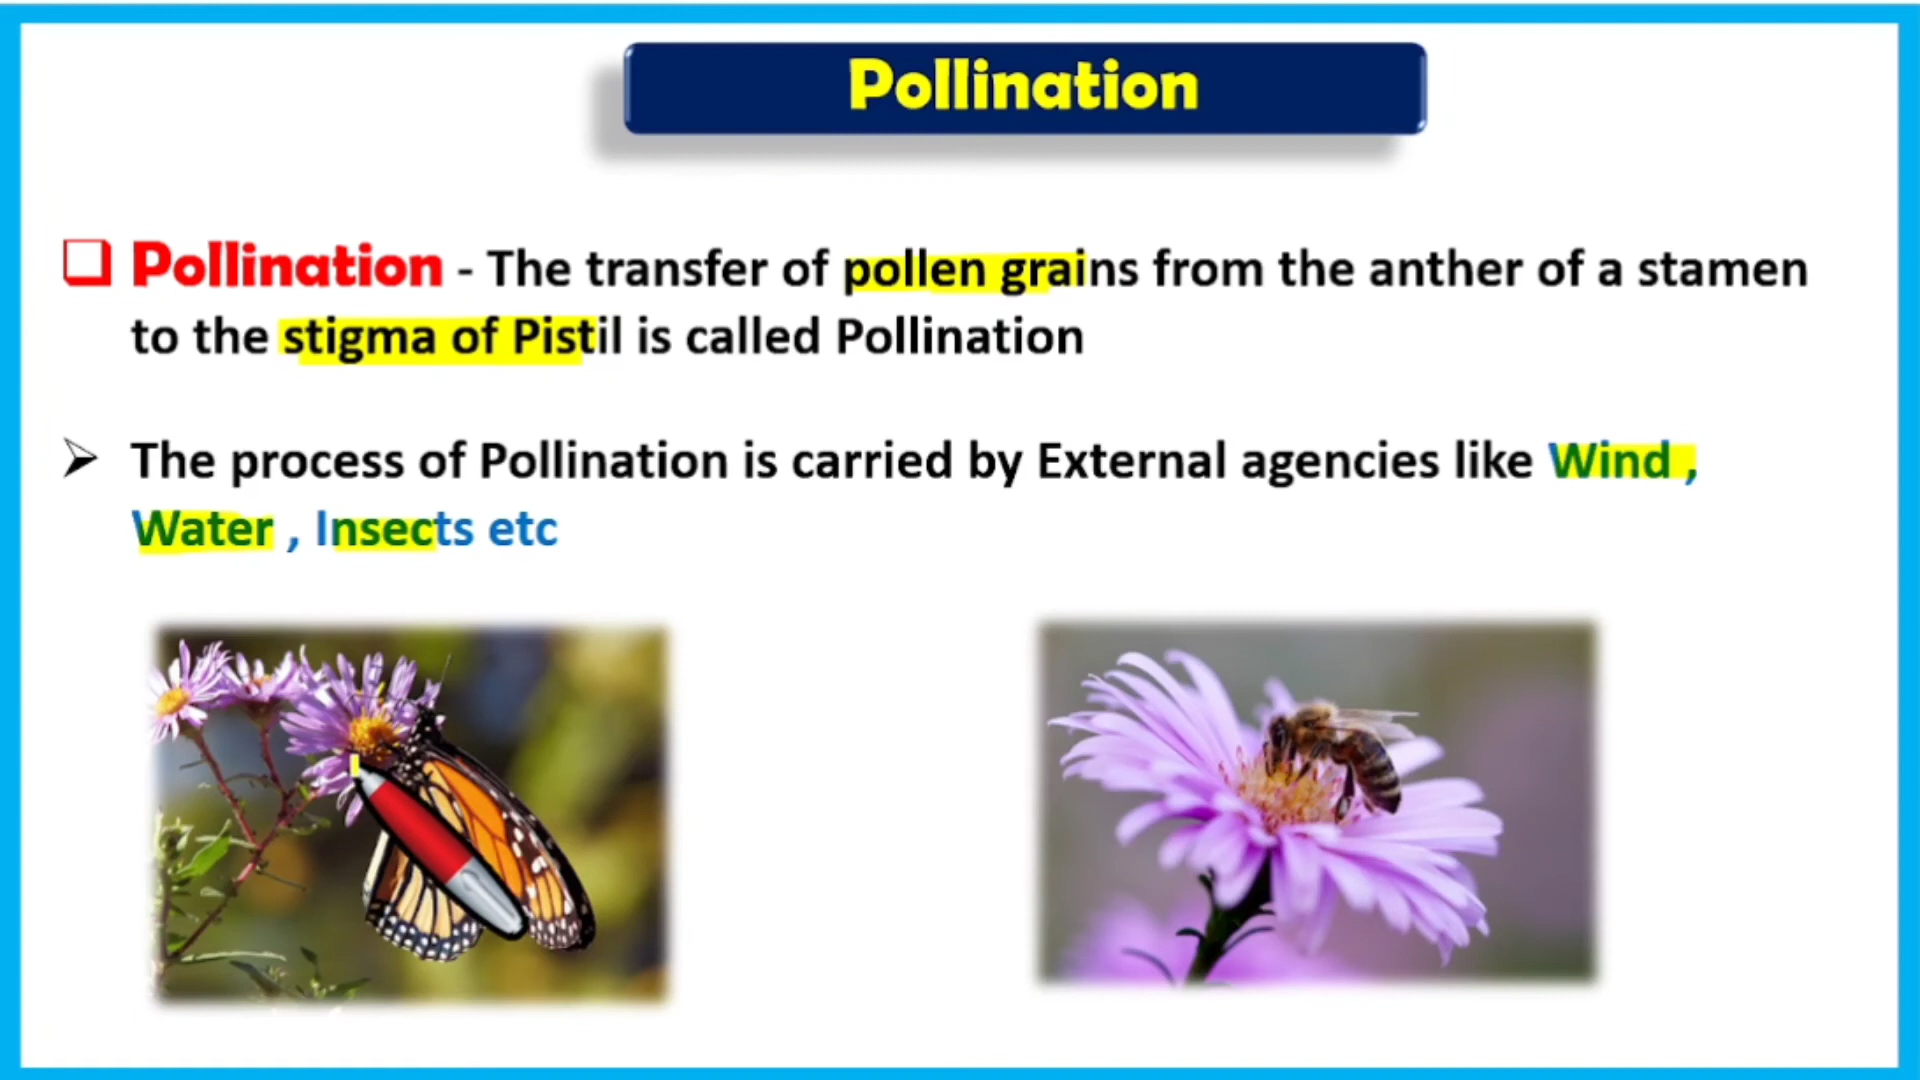 Pollination
Pollination - The transfer of pollen grains from the anther of a stamen
to the stigma of Pistil is called Pollination
The process of Pollination is carried by External agencies like Wind ,
Water , Insects etc